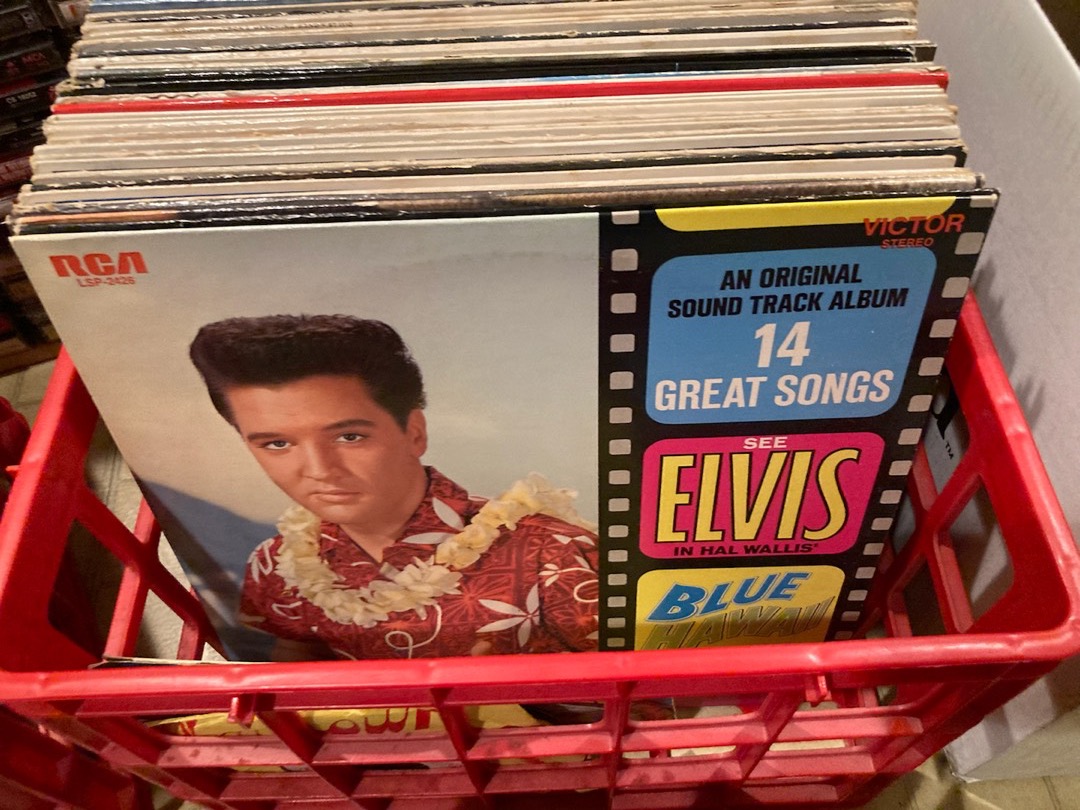 RCA
LSP-2426
VICTOR
STEREO
AN ORIGINAL
SOUND TRACK ALBUM
14
GREAT SONGS
SEE
ELVIS
IN HAL WALLIS'
BLUE
HAWAII